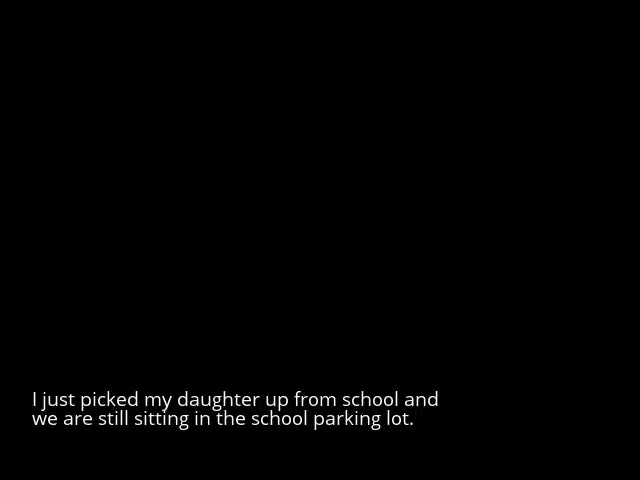 I just picked my daughter up from school and
we are still sitting in the school parking lot.